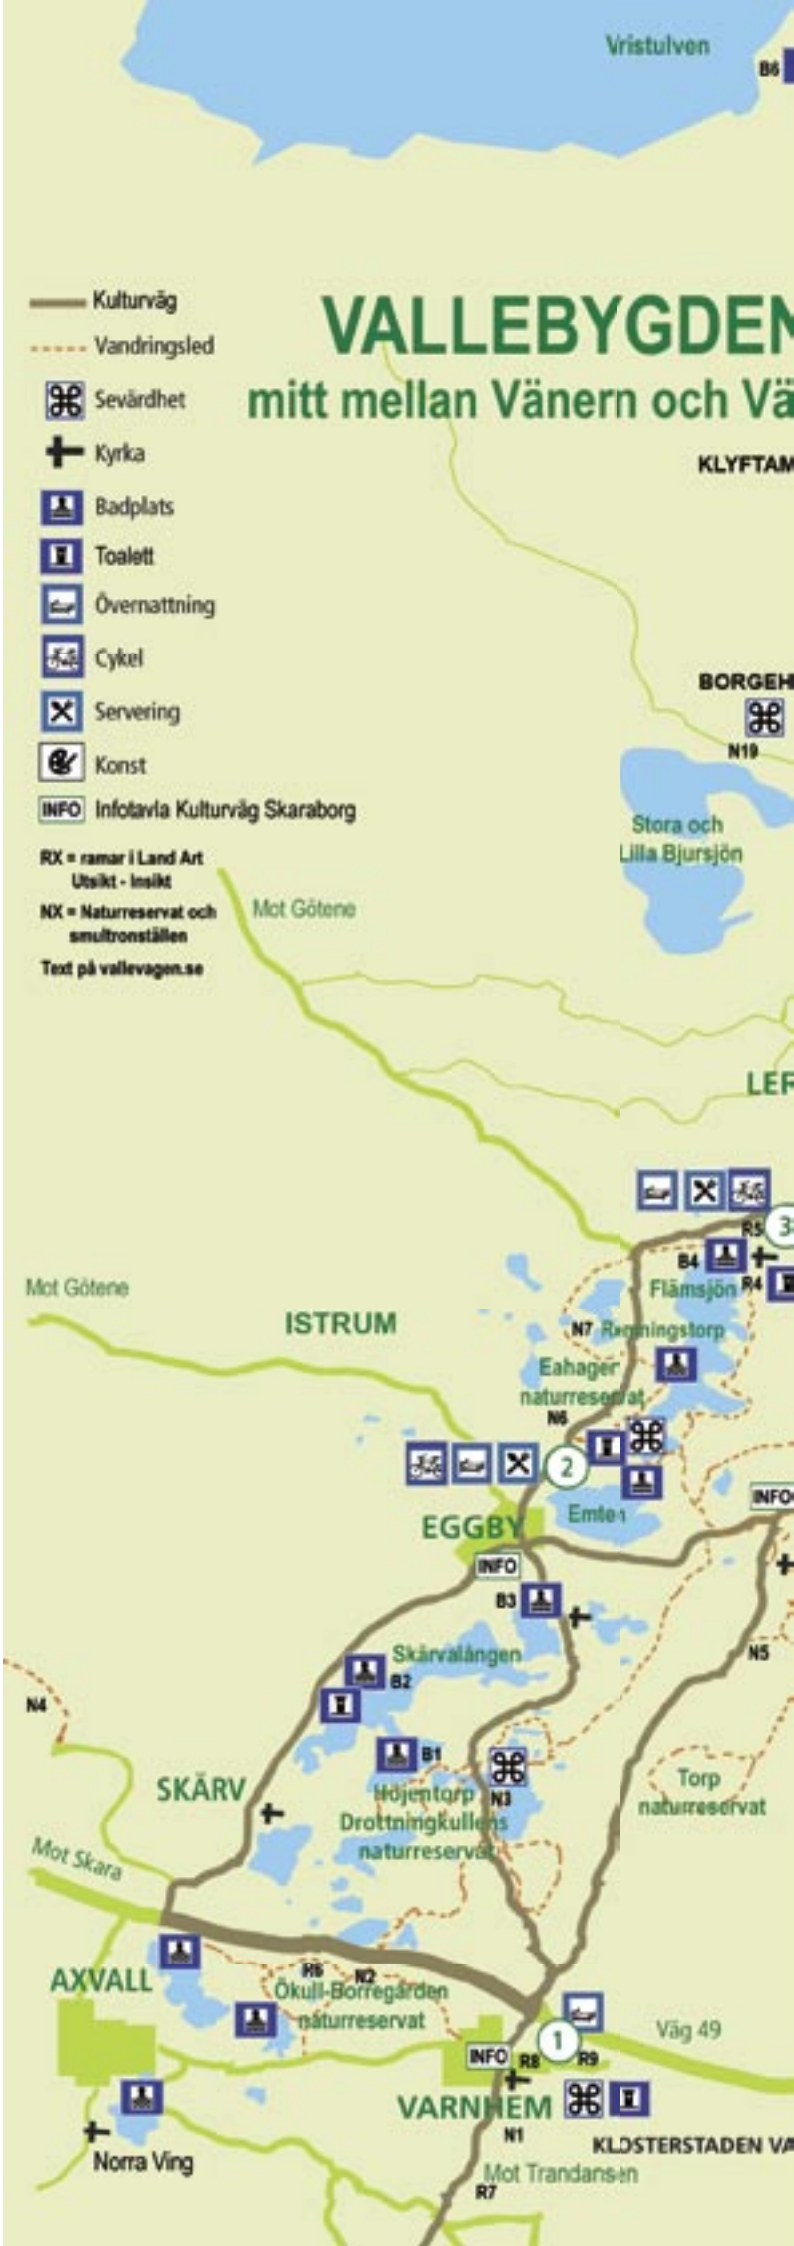 Vristulven
B6
Kulturväg
Vandringsled
Sevärdhet
Kyrka
Badplats
Toalett
Övernattning
Cykel
Servering
Konst
INFO Infotavla Kulturväg Skaraborg
RX = ramar i Land Art
Utsikt - Insikt
NX = Naturreservat och
smultronställen
Text på vallevagen.se
VALLEBYGDEN
mitt mellan Vänern och Vä
KLYFTAM
BORGEH
N19
Stora och
Lilla Bjursjön
Mot Götene
LER
R5
3
B4
Flämsjön
R4
Mot Götene
ISTRUM
N7
Remningstorp
Eahager
naturreservat
N6
2
INFO
Emten
EGGBY
INFO
B3
Skärvalången
B2
N5
N4
B1
SKÄRV
N3
Höjentorp
Drottningkullens
naturreservat
Torp
naturreservat
Mot Skara
AXVALL
R6
N2
Ökull-Borregården
naturreservat
1
Väg 49
INFO
R8
R9
VARNHEM
KLOSTERSTADEN VA
N1
Norra Ving
Mot Trandansen
R7